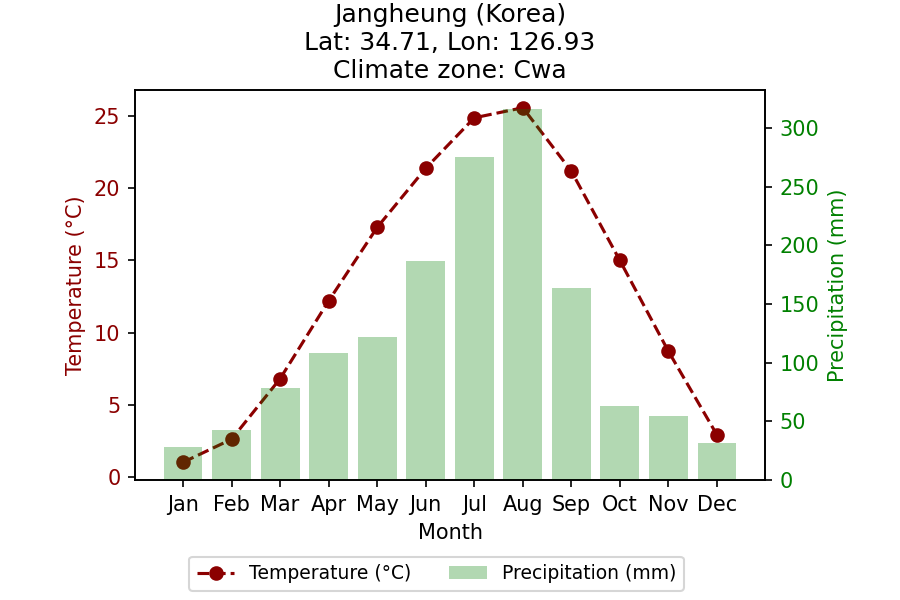 Jangheung (Korea)
Lat: 34.71, Lon: 126.93
Climate zone: Cwa
Temperature (°C)
25
20
15
10
5
0
300
250
200
150
100
50
0
Precipitation (mm)
Jan Feb Mar Apr May Jun Jul Aug Sep Oct Nov Dec
Month
Temperature (°C) Precipitation (mm)